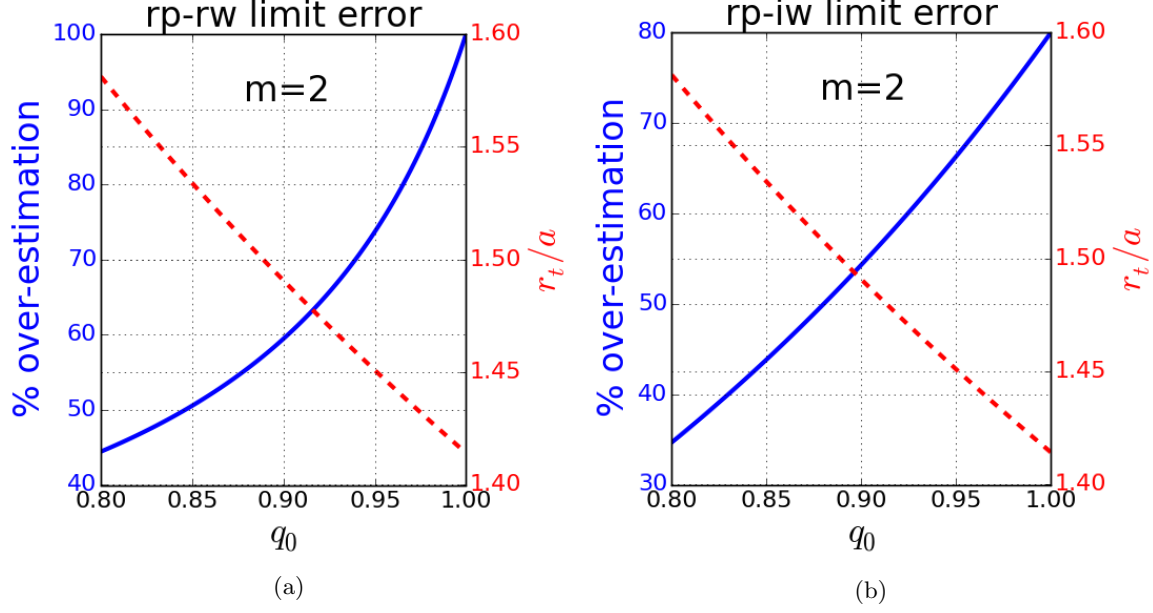 rp-rw limit error
m=2
% over-estimation
100
90
80
70
60
50
40
1.60
1.55
1.50
1.45
1.40
r_t/a
0.80 0.85 0.90 0.95 1.00
q_0
(a)
rp-iw limit error
m=2
% over-estimation
80
70
60
50
40
30
1.60
1.55
1.50
1.45
1.40
r_t/a
0.80 0.85 0.90 0.95 1.00
q_0
(b)